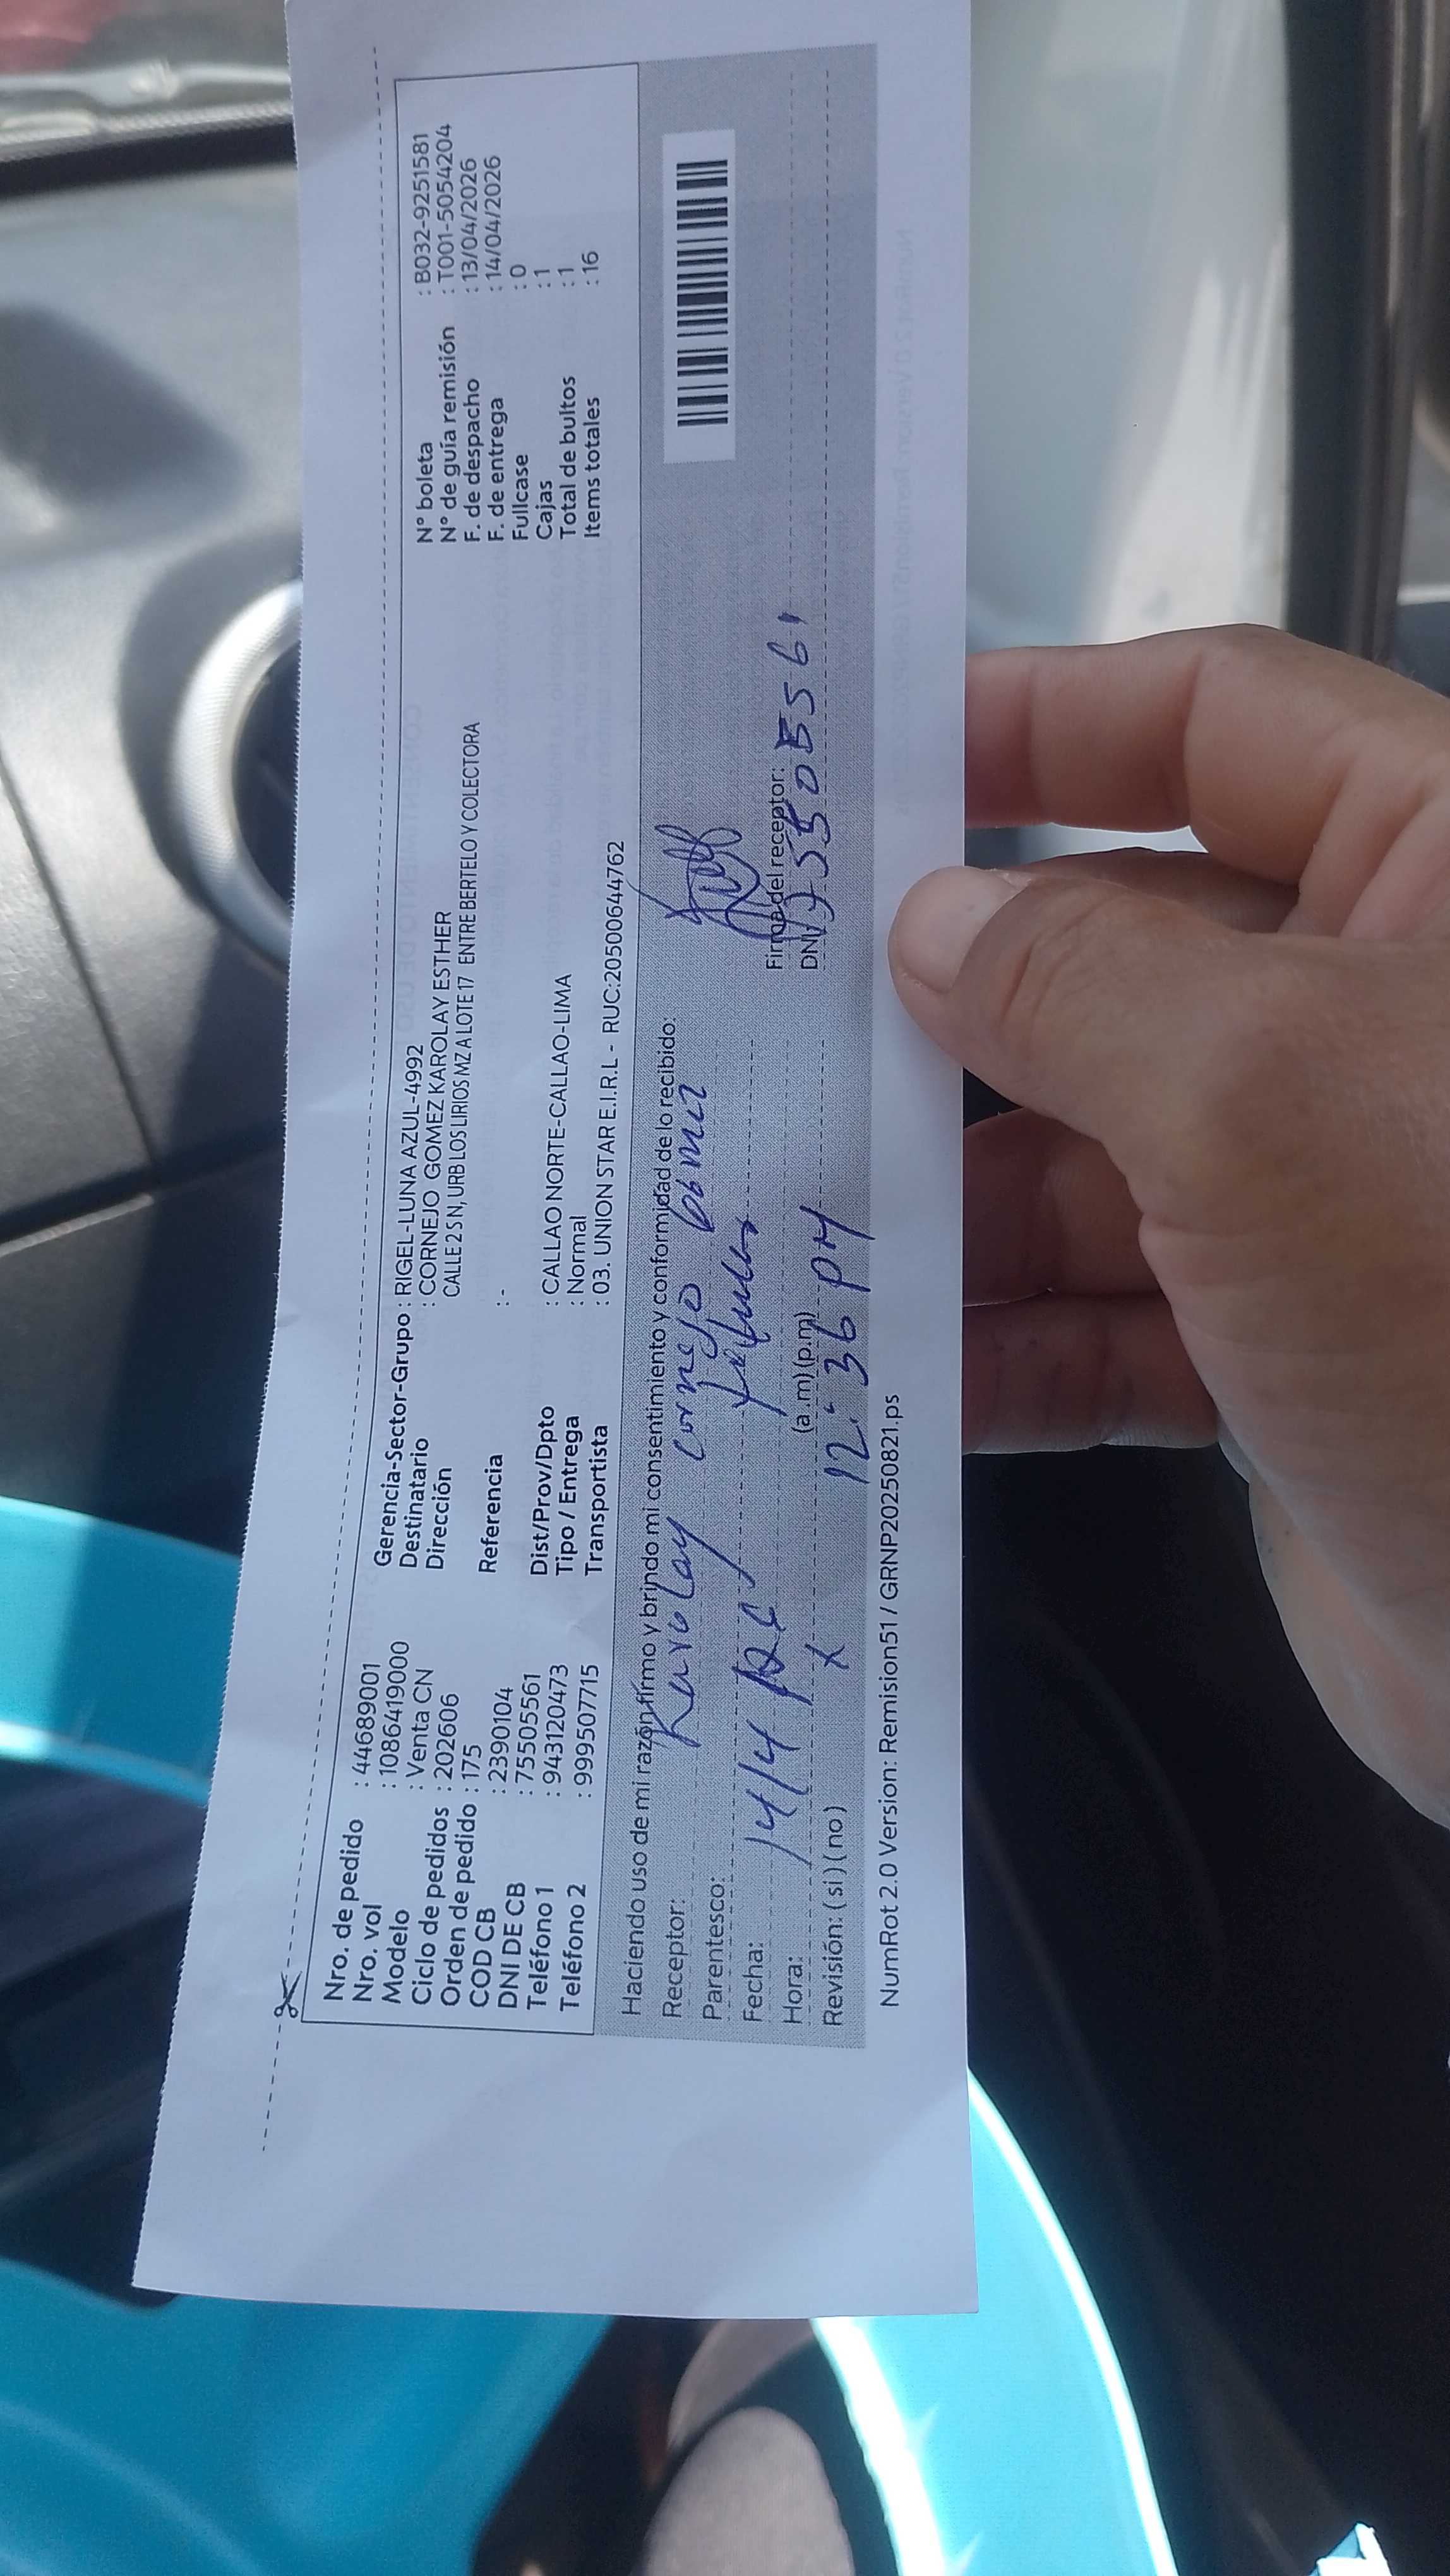 Nro. de pedido : 44689001
Nro. vol : 1086419000
Modelo : Venta CN
Ciclo de pedidos : 202606
Orden de pedido : 175
COD CB : 2390104
DNI DE CB : 75505561
Teléfono 1 : 943120473
Teléfono 2 : 999507715
Gerencia-Sector-Grupo : RIGEL-LUNA AZUL-4992
Destinatario : CORNEJO GOMEZ KAROLAY ESTHER
Dirección CALLE 2 S N, URB LOS LIRIOS MZ A LOTE 17 ENTRE BERTELO Y COLECTORA
Referencia : -
Dist/Prov/Dpto : CALLAO NORTE-CALLAO-LIMA
Tipo / Entrega : Normal
Transportista : 03. UNION STAR E.I.R.L - RUC:20500644762
N° boleta : B032-9251581
N° de guía remisión : T001-5054204
F. de despacho : 13/04/2026
F. de entrega : 14/04/2026
Fullcase : 0
Cajas : 1
Total de bultos : 1
Items totales : 16
Haciendo uso de mi razón firmo y brindo mi consentimiento y conformidad de lo recibido:
Receptor: Karolay Cornejo
Parentesco:
Fecha: 14/4
Hora: (a.m) (p.m) 12:36 PM
Revisión: (si) (no) x
Firma del receptor:
DNI: 75505561
NumRot 2.0 Version: Remision51 / GRNP20250821.ps